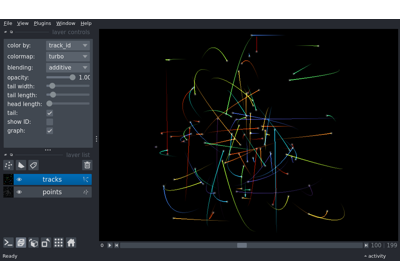 File View Plugins Window Help
layer controls
color by: track_id
colormap: turbo
blending: additive
opacity: 1.00
tail width:
tail length:
head length:
tail:
show ID:
graph:
layer list
tracks
points
0 100 199
Ready activity